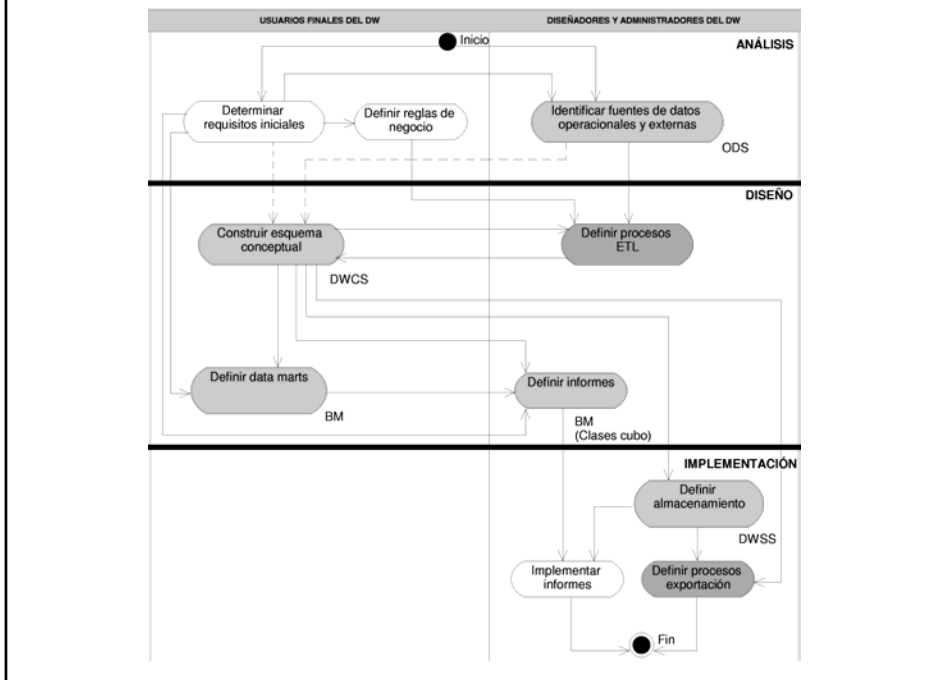 USUARIOS FINALES DEL DW
DISEÑADORES Y ADMINISTRADORES DEL DW
Inicio
ANÁLISIS
Determinar
requisitos iniciales
Definir reglas de
negocio
Identificar fuentes de datos
operacionales y externas
ODS
DISEÑO
Construir esquema
conceptual
DWCS
Definir procesos
ETL
Definir data marts
BM
Definir informes
BM
(Clases cubo)
IMPLEMENTACIÓN
Definir
almacenamiento
DWSS
Implementar
informes
Definir procesos
exportación
Fin